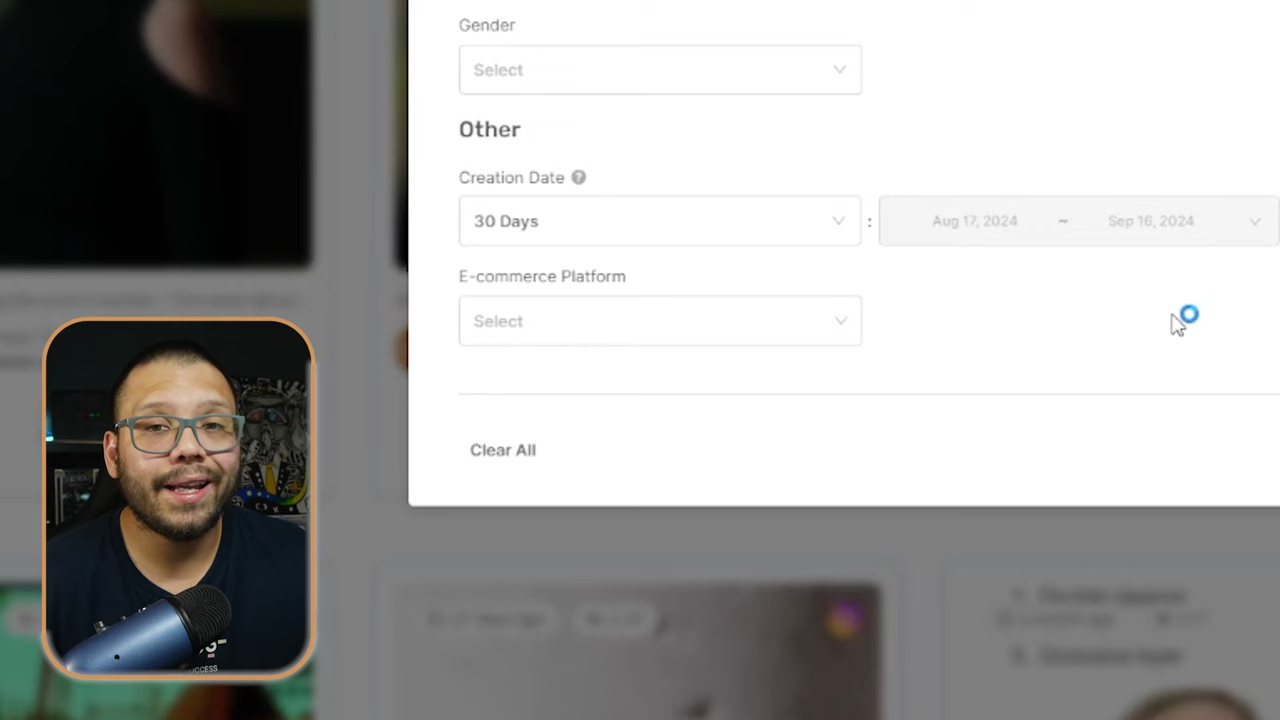 Gender
Select
Other
Creation Date ?
30 Days : Aug 17, 2024 ~ Sep 16, 2024
E-commerce Platform
Select
Clear All